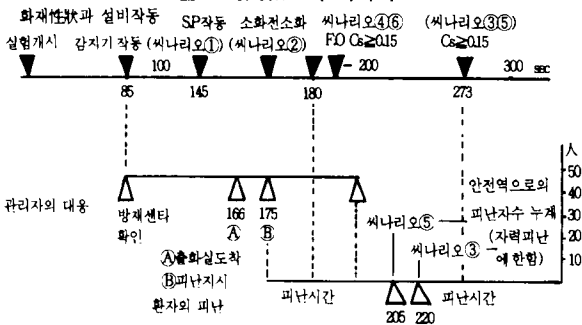 화재性狀과 설비작동
S.P작동 소화전소화 씨나리오④⑥ (씨나리오③⑤)
실험개시 감지기 작동 (씨나리오①) (씨나리오②) F.O Cs≧0.15 Cs≧0.15
100 200 300 sec
85 145 180 273
人
50
40
30
20
10
관리자의 대응
방재센타
확인
166 175
Ⓐ Ⓑ
Ⓐ출화실도착
Ⓑ피난지시
환자의 피난
안전역으로의
피난자수 누계
(자력피난
에한함)
씨나리오⑤
씨나리오③
피난시간 피난시간
205 220